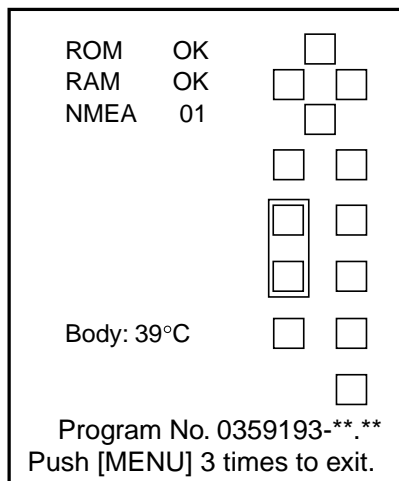 ROM OK
RAM OK
NMEA 01
Body: 39°C
Program No. 0359193-**.**
Push [MENU] 3 times to exit.